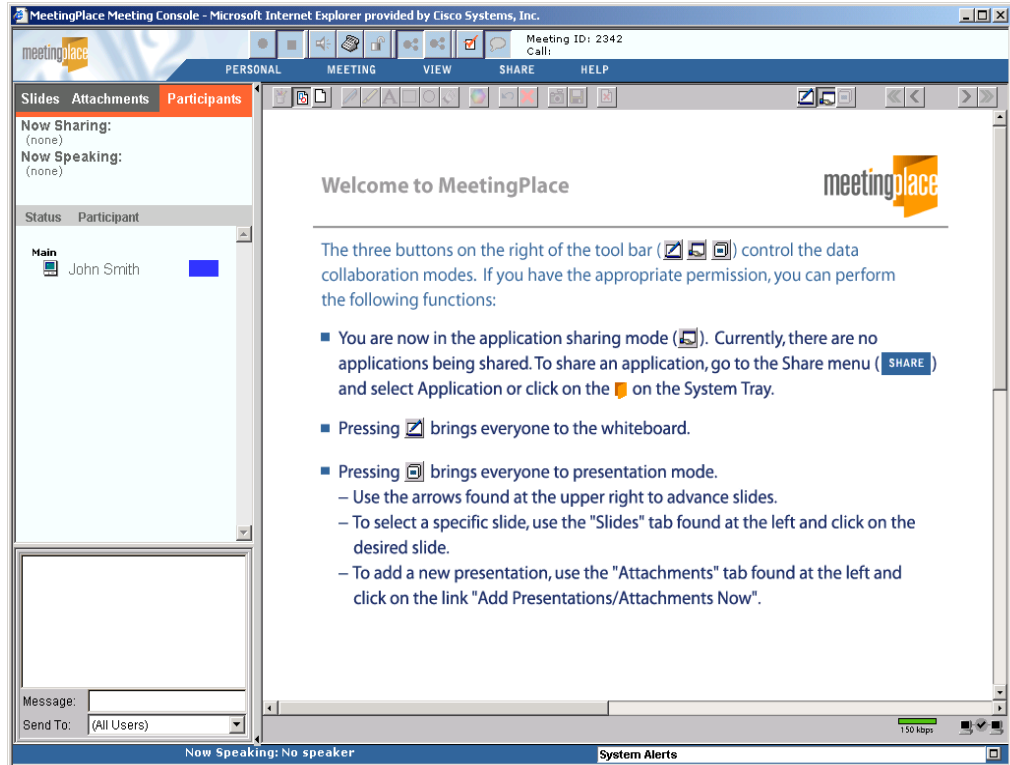 MeetingPlace Meeting Console - Microsoft Internet Explorer provided by Cisco Systems, Inc.
meetingplace
Meeting ID: 2342
Call:
PERSONAL MEETING VIEW SHARE HELP
Slides Attachments Participants
Now Sharing:
(none)
Now Speaking:
(none)
Status Participant
Main
John Smith
Message:
Send To: (All Users)
Welcome to MeetingPlace
meetingplace
The three buttons on the right of the tool bar ( ) control the data
collaboration modes. If you have the appropriate permission, you can perform
the following functions:
You are now in the application sharing mode ( ). Currently, there are no
applications being shared. To share an application, go to the Share menu ( SHARE )
and select Application or click on the on the System Tray.
Pressing brings everyone to the whiteboard.
Pressing brings everyone to presentation mode.
– Use the arrows found at the upper right to advance slides.
– To select a specific slide, use the "Slides" tab found at the left and click on the
desired slide.
– To add a new presentation, use the "Attachments" tab found at the left and
click on the link "Add Presentations/Attachments Now".
150 kbps
Now Speaking: No speaker
System Alerts